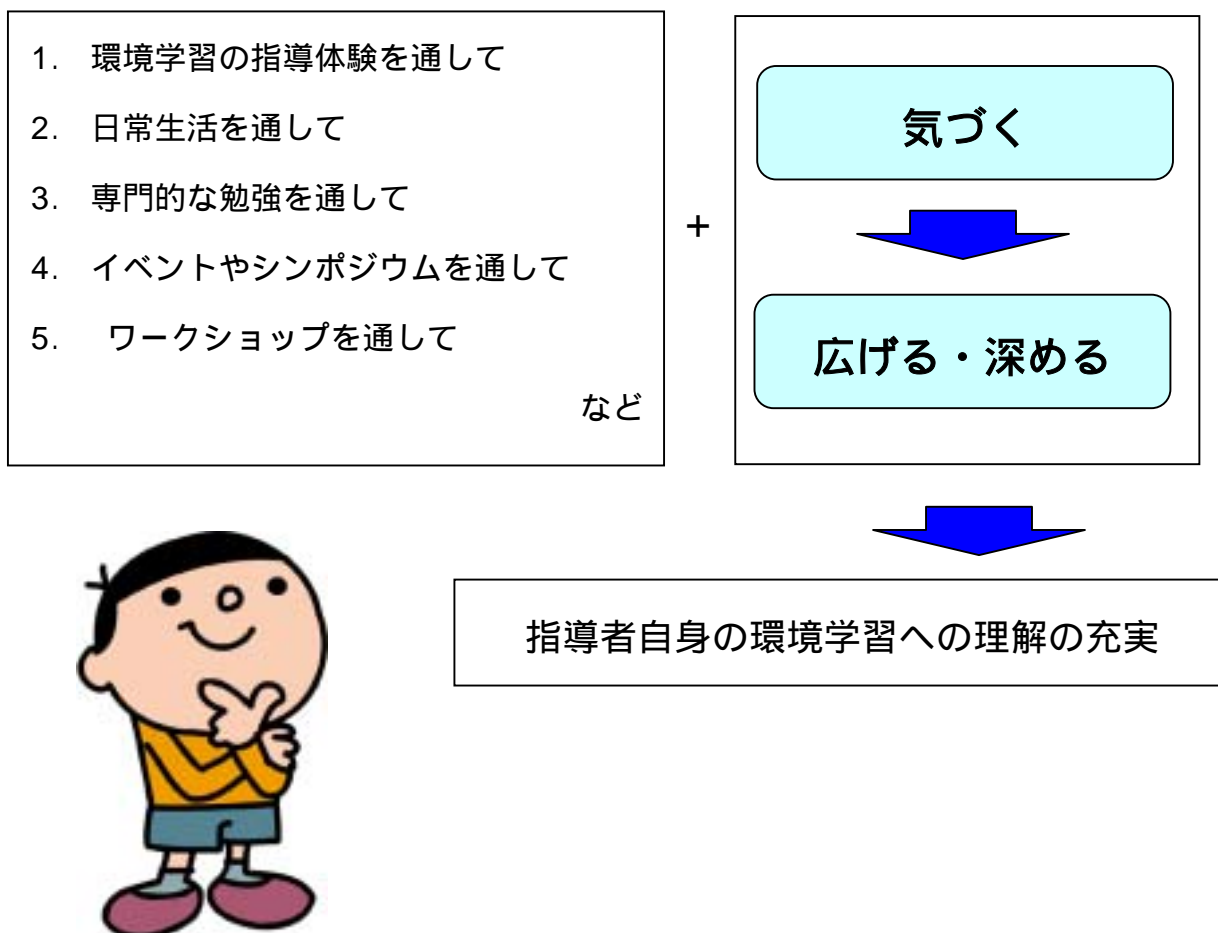 1. 環境学習の指導体験を通して
2. 日常生活を通して
3. 専門的な勉強を通して
4. イベントやシンポジウムを通して
5. ワークショップを通して
など
+
気づく
広げる・深める
指導者自身の環境学習への理解の充実